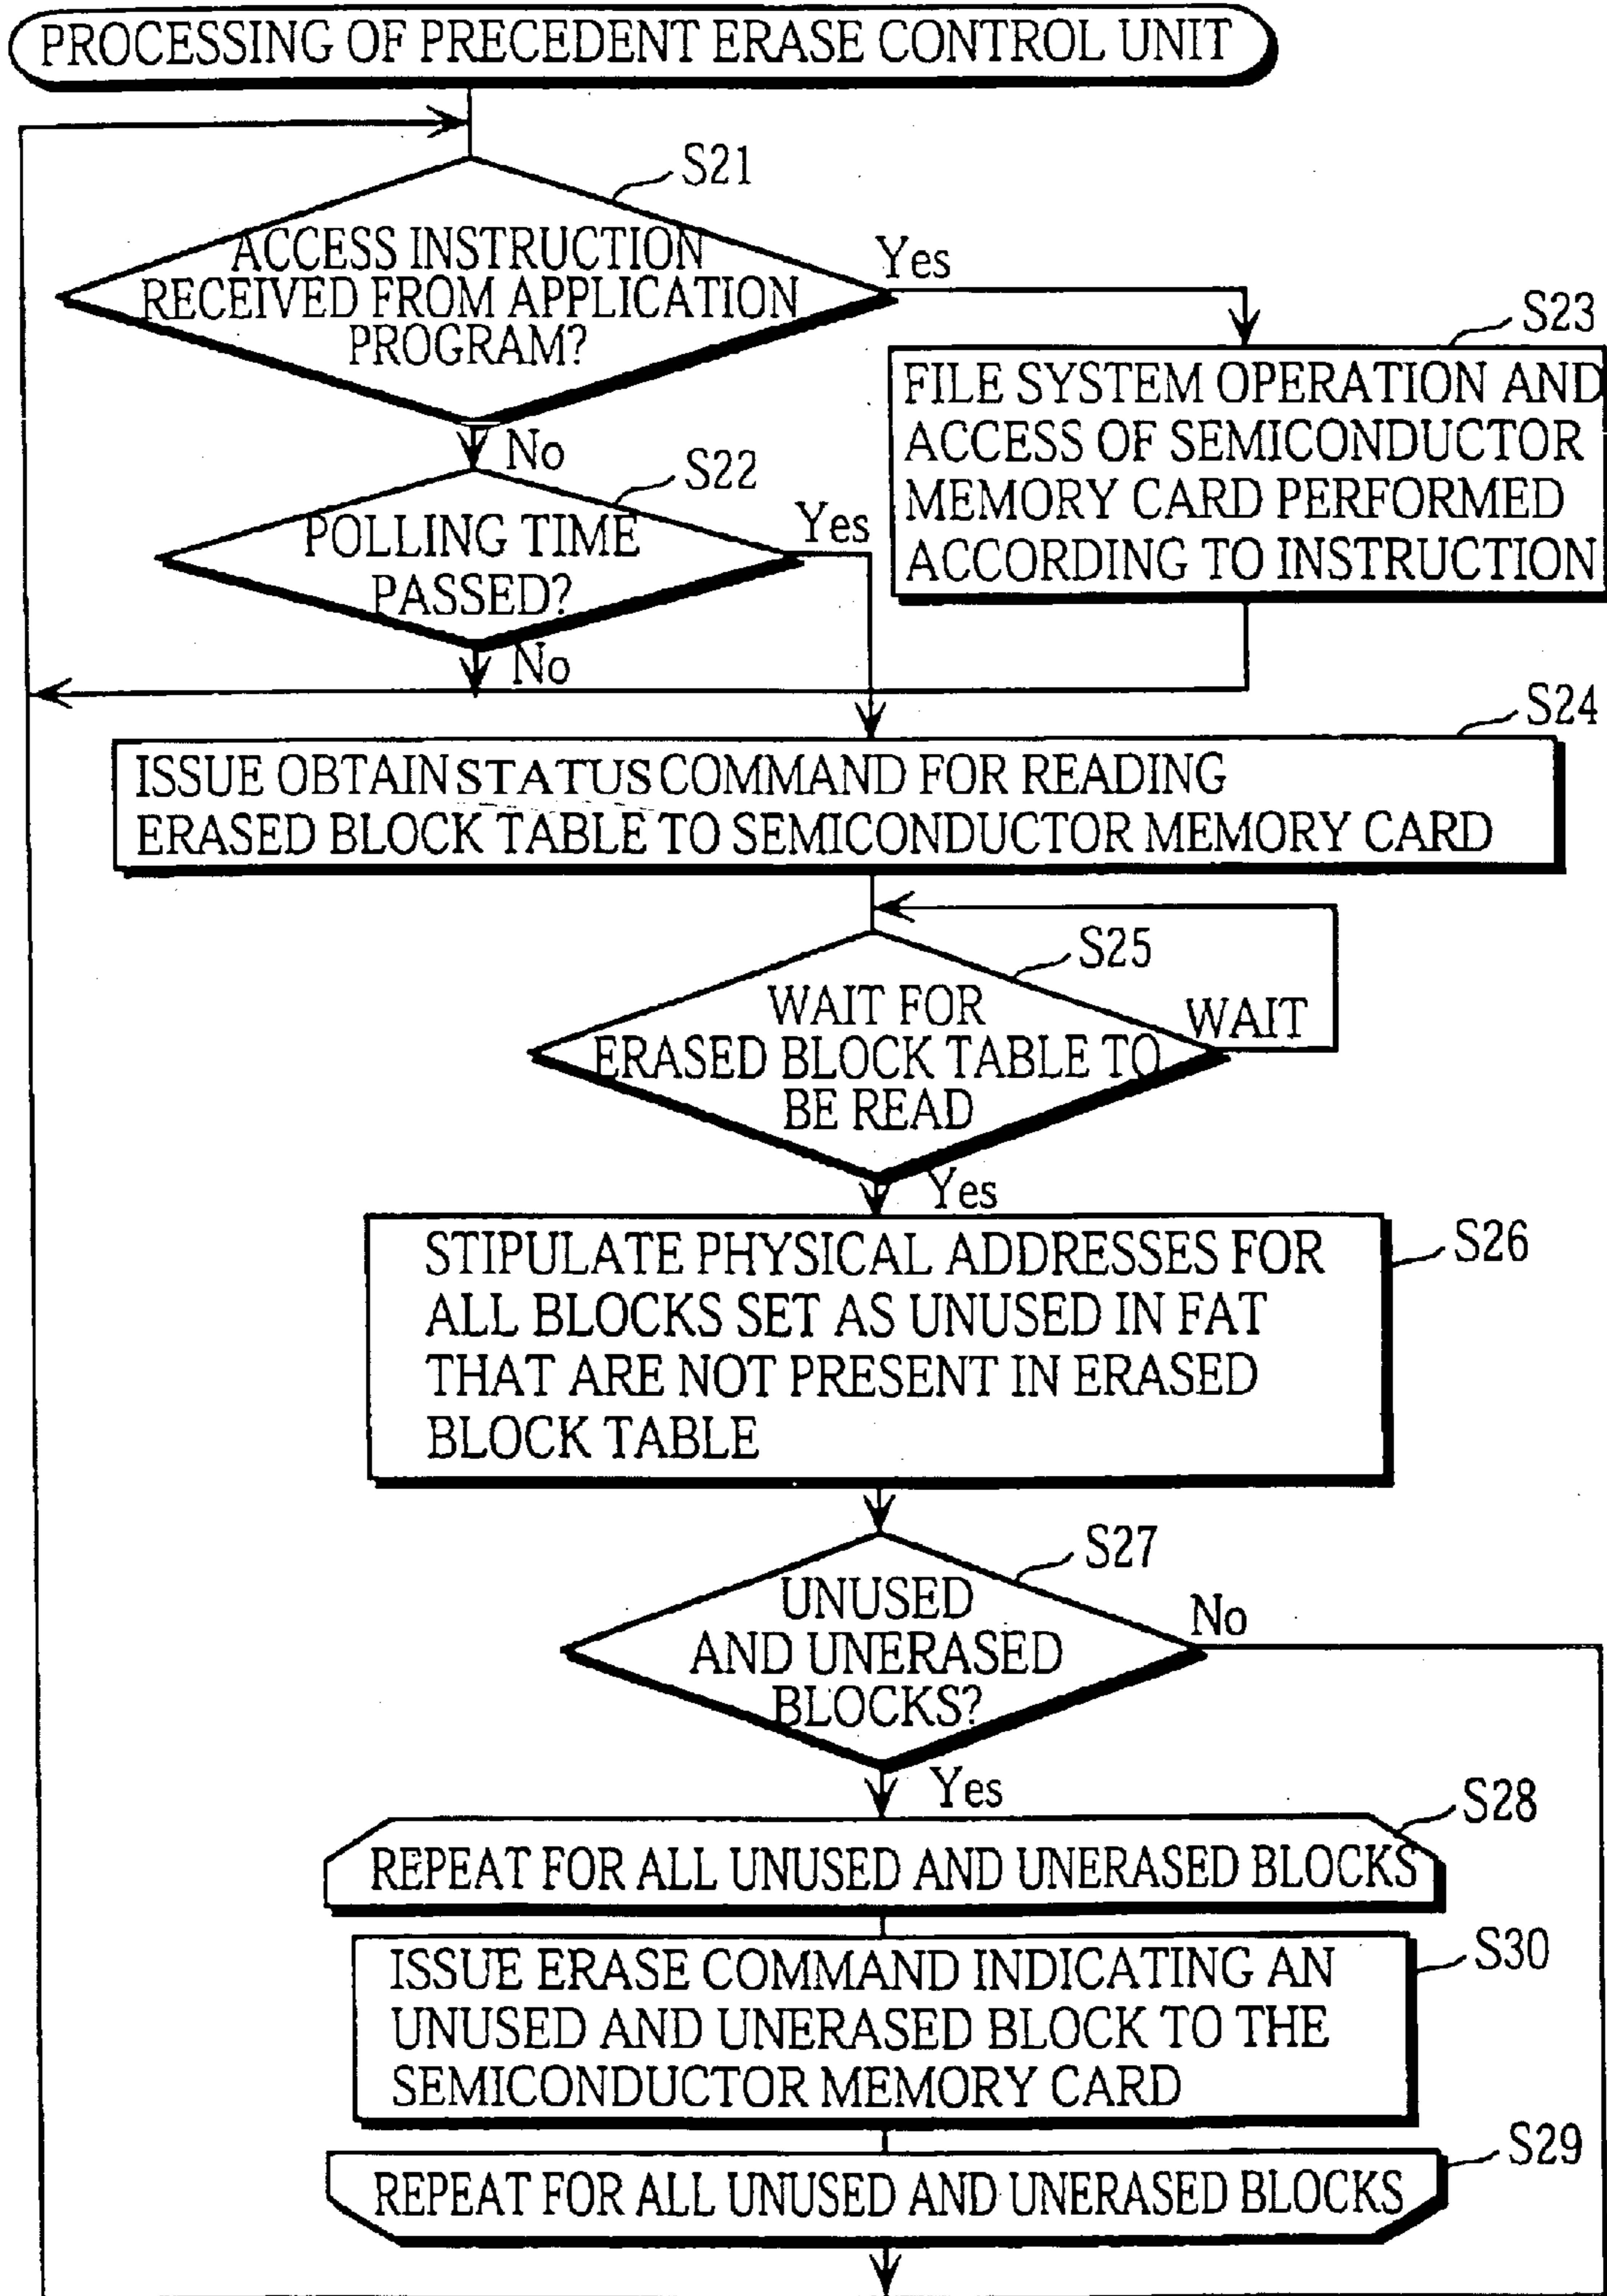 PROCESSING OF PRECEDENT ERASE CONTROL UNIT
S21
ACCESS INSTRUCTION
RECEIVED FROM APPLICATION
PROGRAM?
Yes
No
S23
FILE SYSTEM OPERATION AND
ACCESS OF SEMICONDUCTOR
MEMORY CARD PERFORMED
ACCORDING TO INSTRUCTION
S22
POLLING TIME
PASSED?
Yes
No
S24
ISSUE OBTAIN STATUS COMMAND FOR READING
ERASED BLOCK TABLE TO SEMICONDUCTOR MEMORY CARD
S25
WAIT FOR
ERASED BLOCK TABLE TO
BE READ
WAIT
Yes
S26
STIPULATE PHYSICAL ADDRESSES FOR
ALL BLOCKS SET AS UNUSED IN FAT
THAT ARE NOT PRESENT IN ERASED
BLOCK TABLE
S27
UNUSED
AND UNERASED
BLOCKS?
No
Yes
S28
REPEAT FOR ALL UNUSED AND UNERASED BLOCKS
S30
ISSUE ERASE COMMAND INDICATING AN
UNUSED AND UNERASED BLOCK TO THE
SEMICONDUCTOR MEMORY CARD
S29
REPEAT FOR ALL UNUSED AND UNERASED BLOCKS